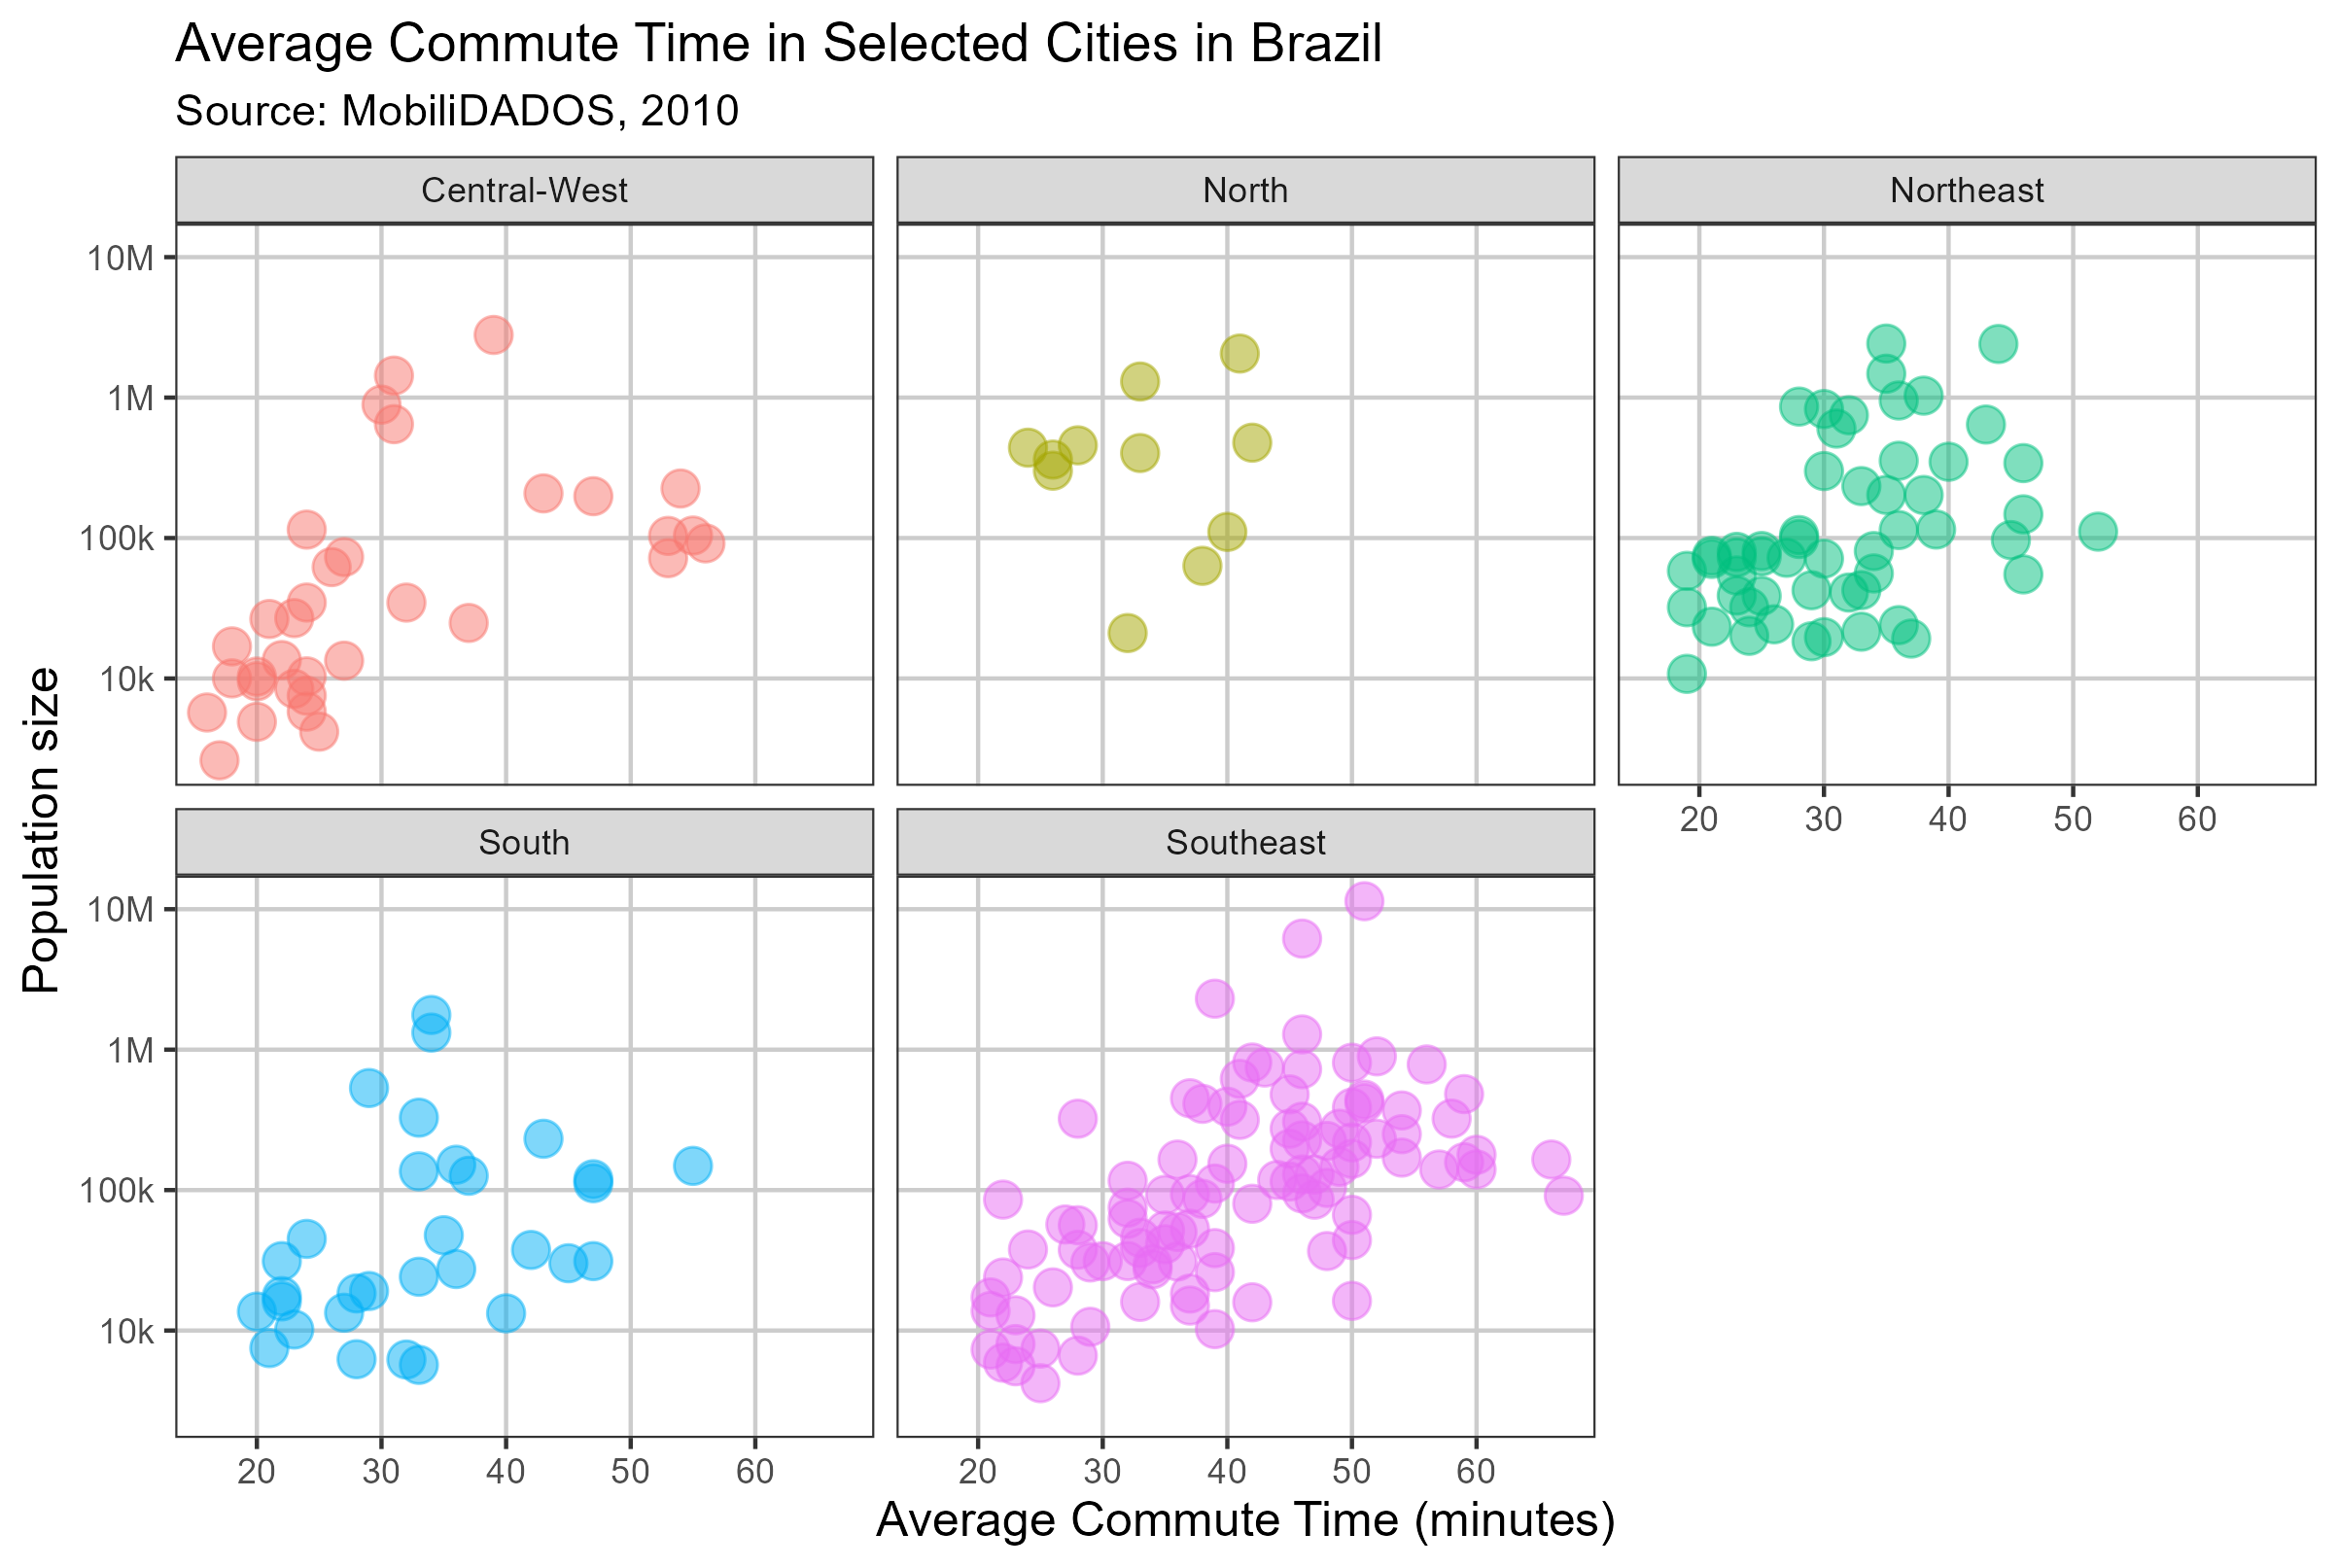 Average Commute Time in Selected Cities in Brazil
Source: MobiliDADOS, 2010
Central-West
North
Northeast
10M
1M
100k
10k
20 30 40 50 60
South
Southeast
10M
1M
100k
10k
20 30 40 50 60
20 30 40 50 60
Population size
Average Commute Time (minutes)